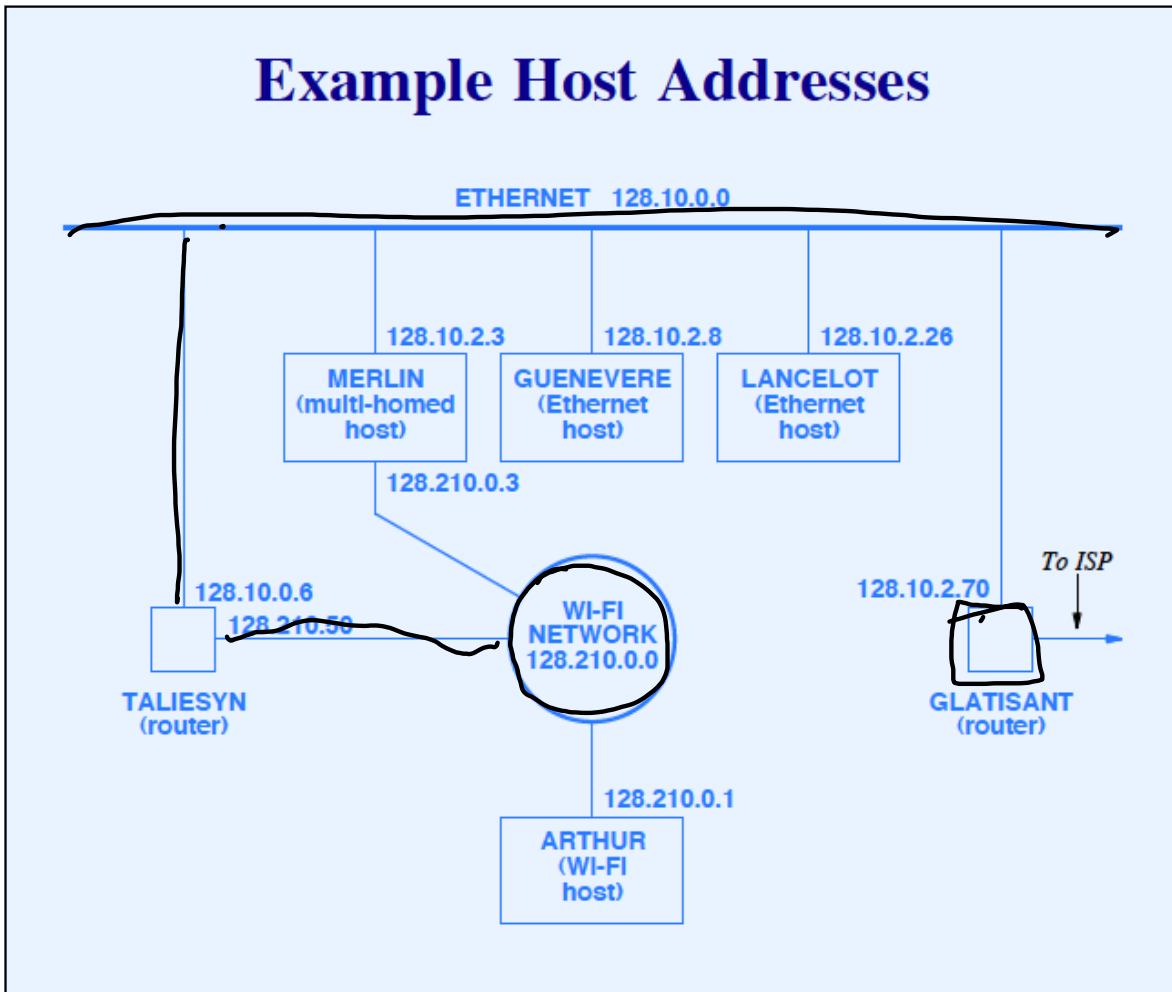 Example Host Addresses
ETHERNET 128.10.0.0
128.10.2.3
128.10.2.8
128.10.2.26
MERLIN
(multi-homed
host)
GUENEVERE
(Ethernet
host)
LANCELOT
(Ethernet
host)
128.210.0.3
To ISP
128.10.0.6
128.10.2.70
128.210.50
WI-FI
NETWORK
128.210.0.0
TALIESYN
(router)
GLATISANT
(router)
128.210.0.1
ARTHUR
(WI-FI
host)